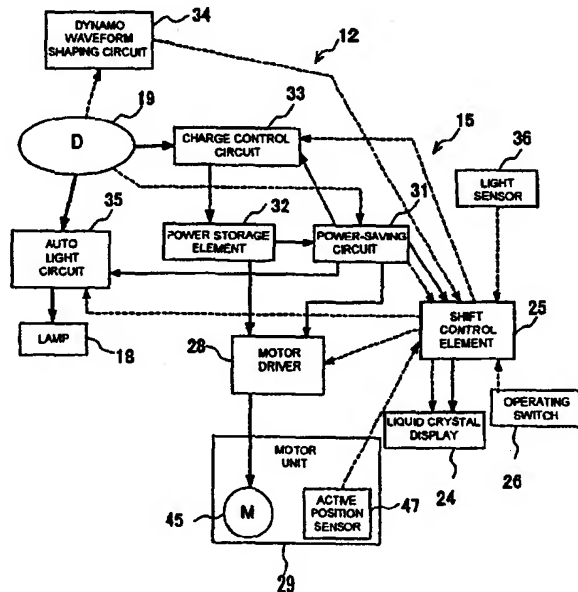 34
DYNAMO
WAVEFORM
SHAPING CIRCUIT
12
19
D
33
CHARGE CONTROL
CIRCUIT
15
36
LIGHT
SENSOR
35
AUTO
LIGHT
CIRCUIT
32
POWER STORAGE
ELEMENT
31
POWER-SAVING
CIRCUIT
LAMP
18
28
MOTOR
DRIVER
SHIFT
CONTROL
ELEMENT
25
LIQUID CRYSTAL
DISPLAY
24
OPERATING
SWITCH
26
MOTOR
UNIT
45
M
ACTIVE
POSITION
SENSOR
47
29